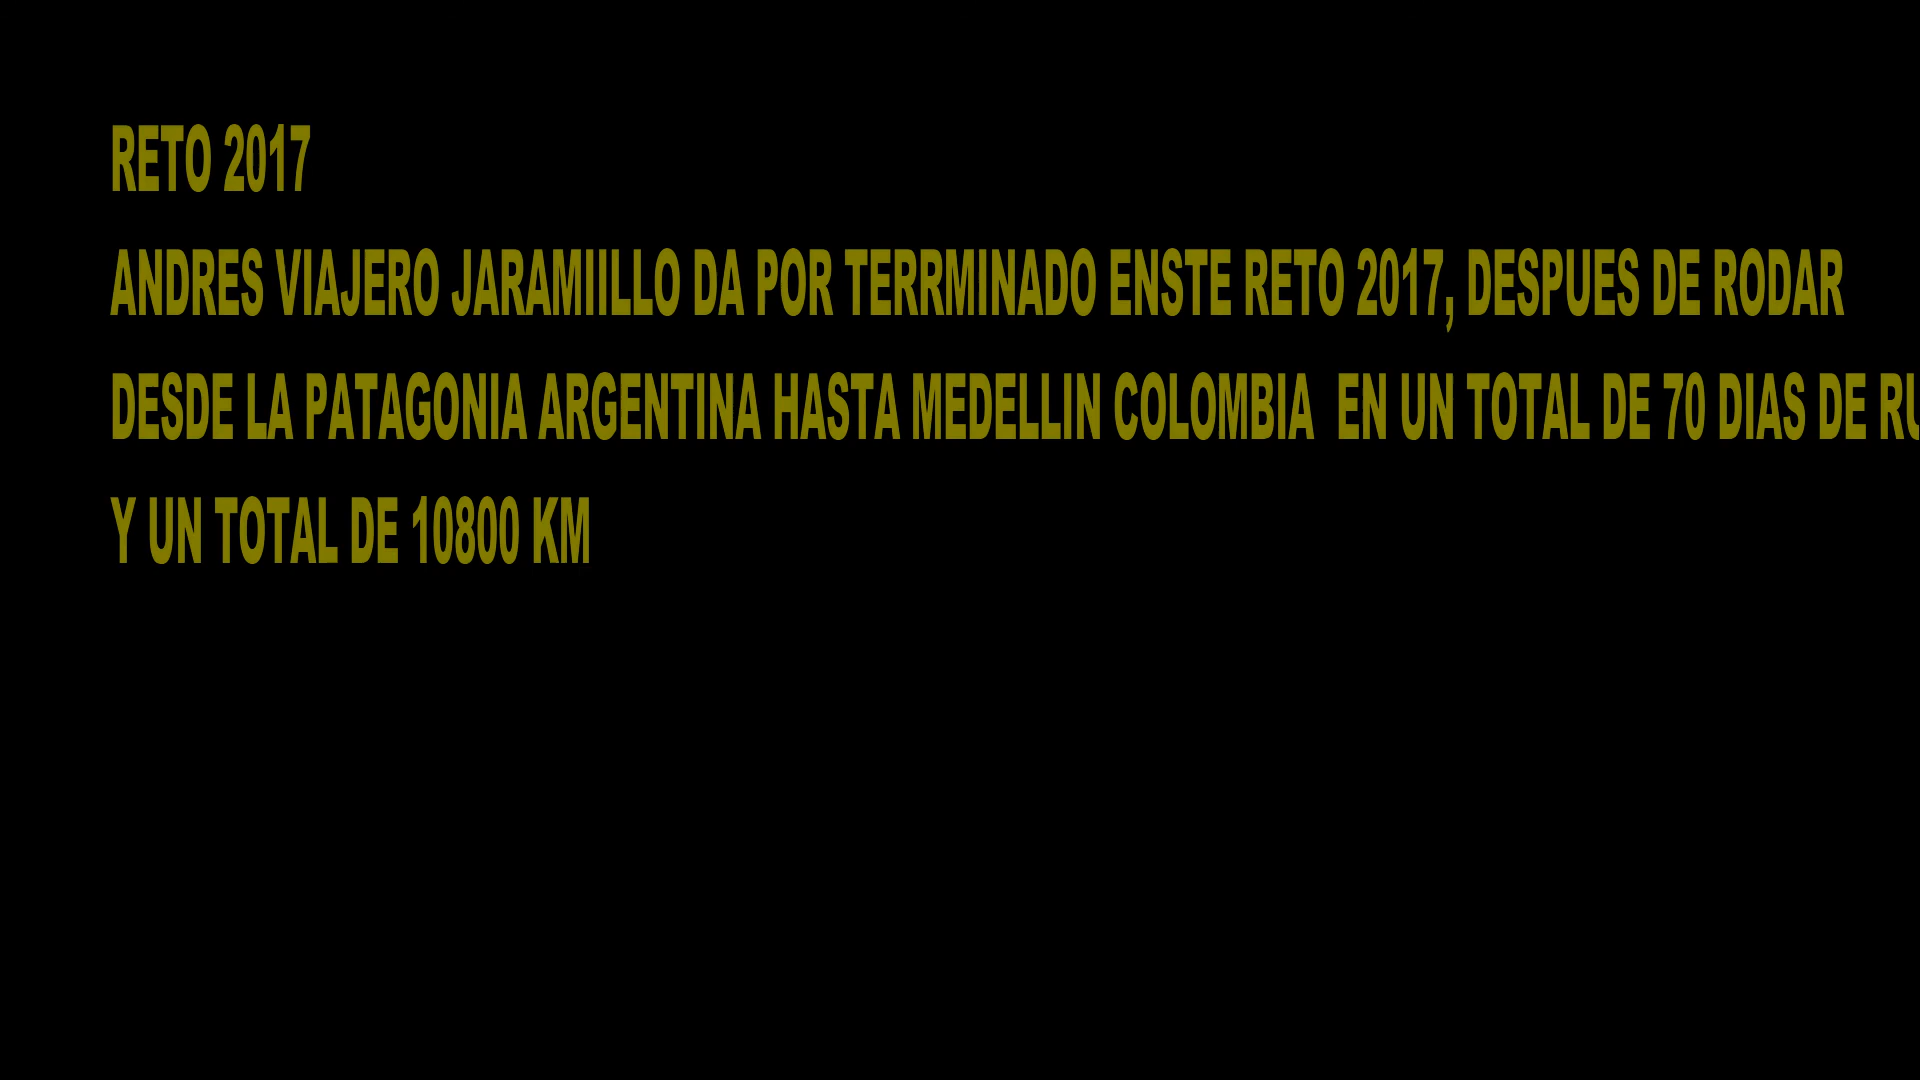 RETO 2017
ANDRES VIAJERO JARAMIILLO DA POR TERRMINADO ENSTE RETO 2017, DESPUES DE RODAR
DESDE LA PATAGONIA ARGENTINA HASTA MEDELLIN COLOMBIA  EN UN TOTAL DE 70 DIAS DE
Y UN TOTAL DE 10800 KM